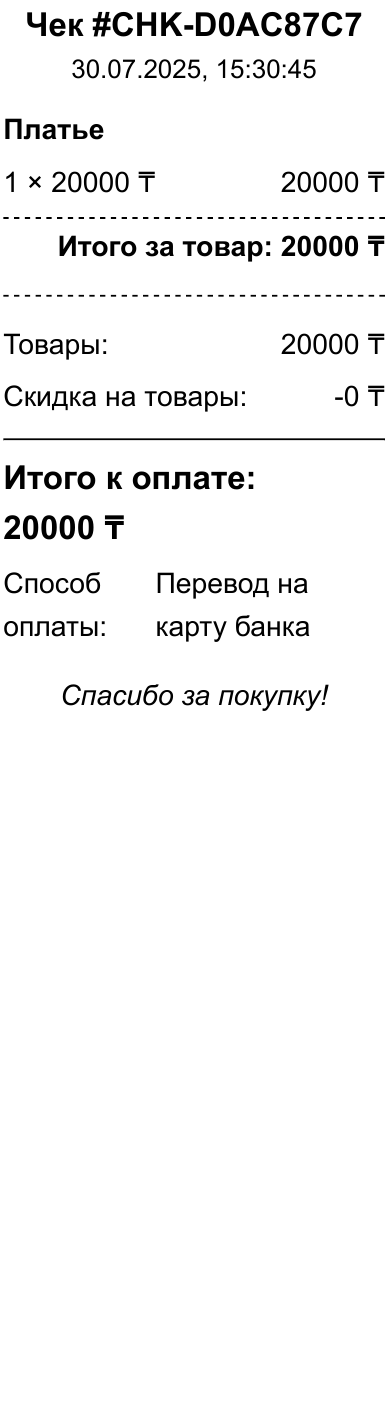 Чек #CHK-D0AC87C7
30.07.2025, 15:30:45
Платье
1 × 20000 ₸ 20000 ₸
Итого за товар: 20000 ₸
Товары: 20000 ₸
Скидка на товары: -0 ₸
Итого к оплате:
20000 ₸
Способ Перевод на
оплаты: карту банка
Спасибо за покупку!